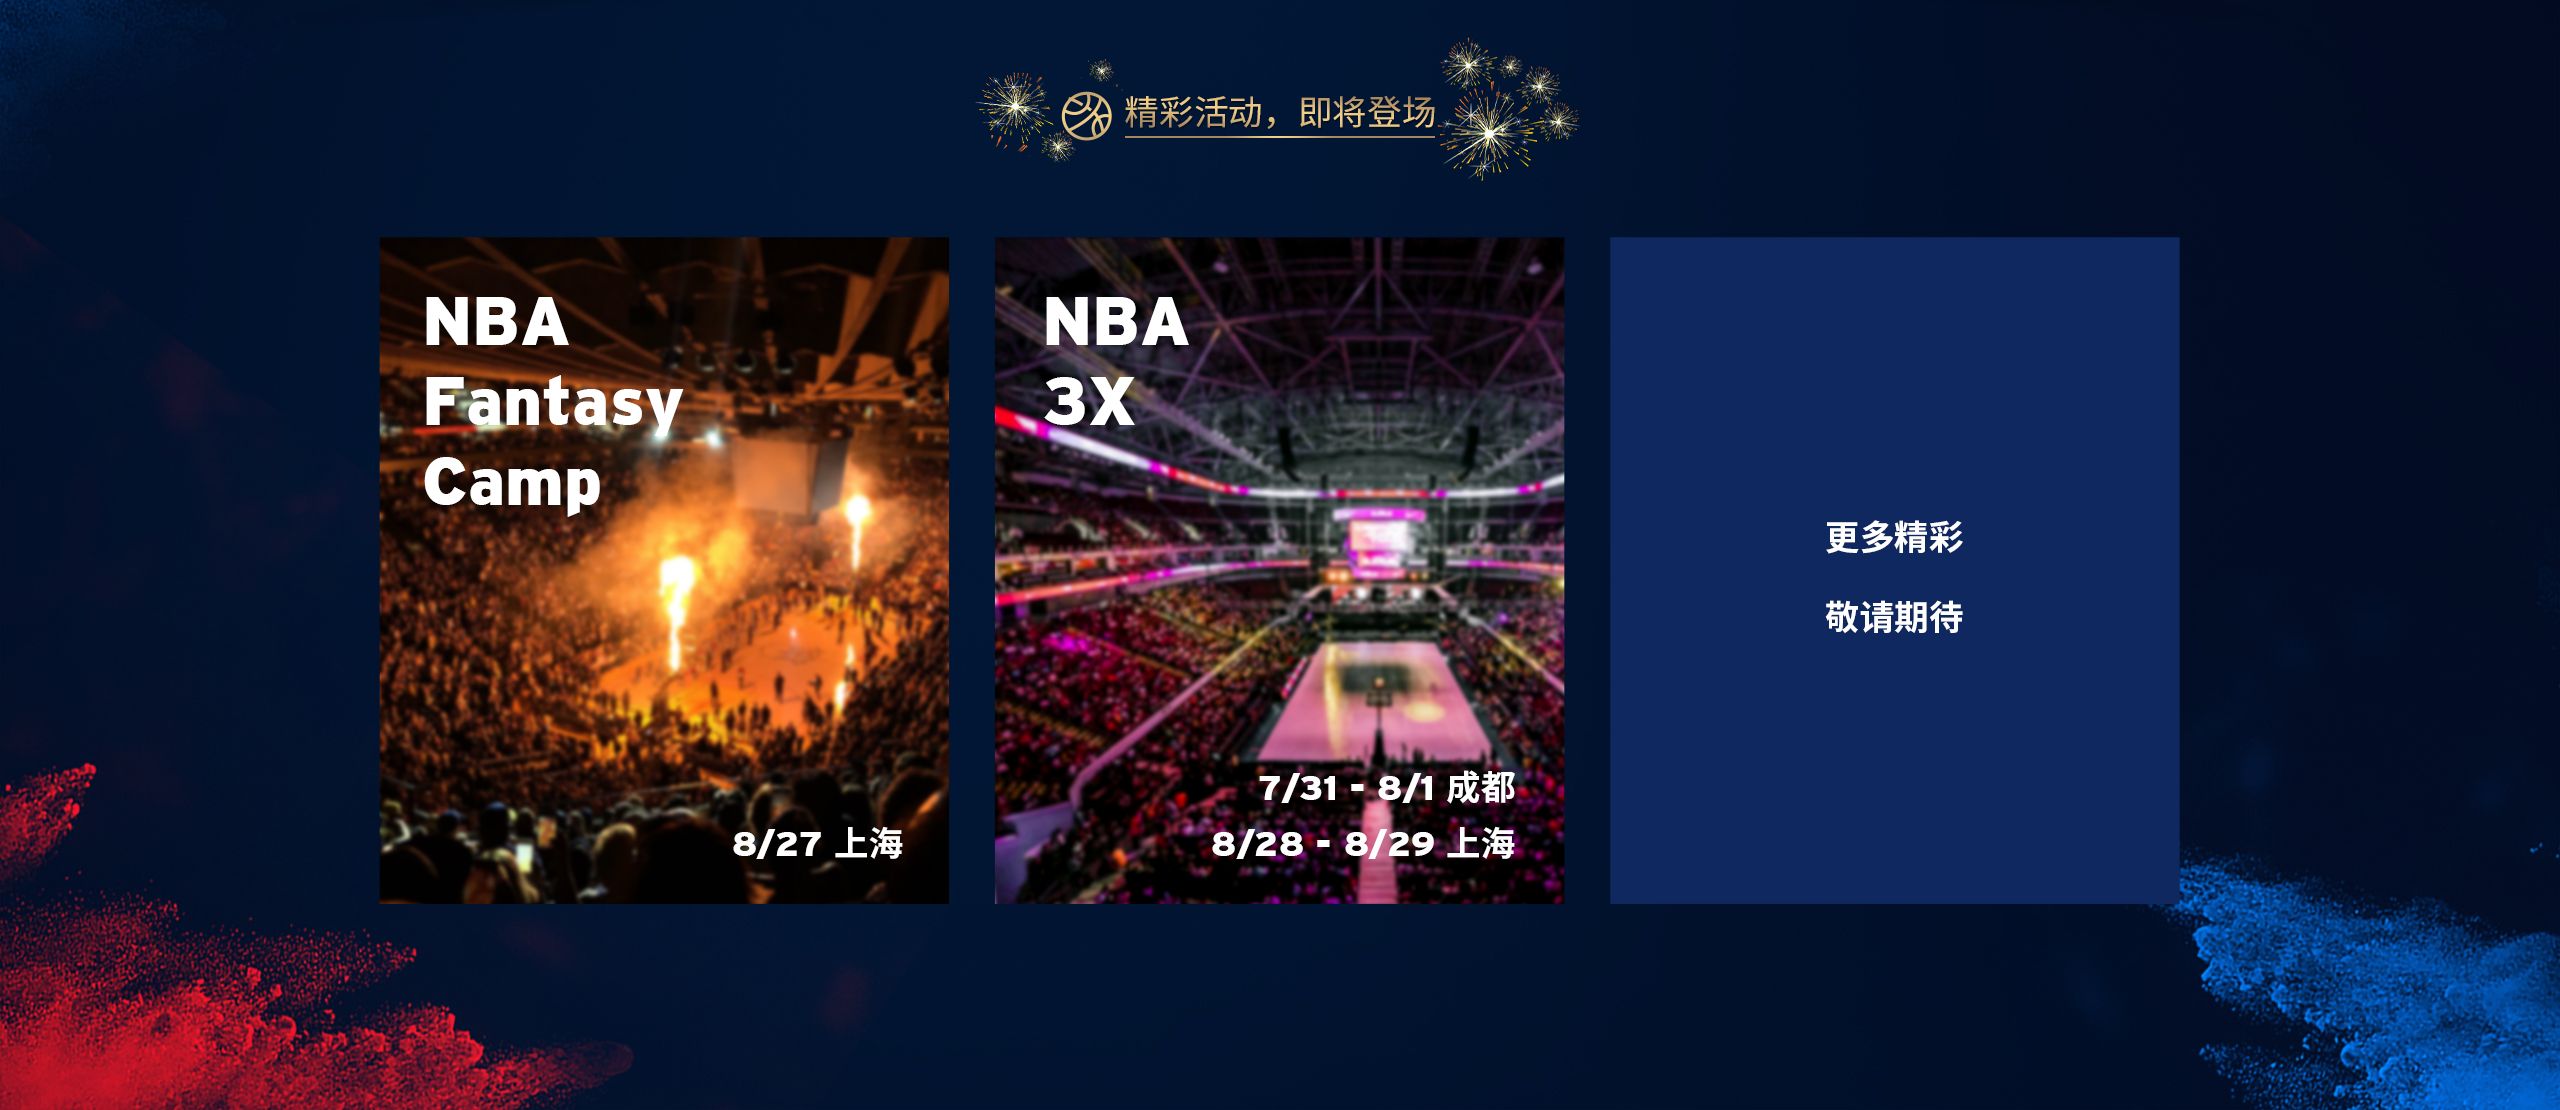 精彩活动，即将登场
NBA
Fantasy
Camp
8/27 上海
NBA
3X
7/31 - 8/1 成都
8/28 - 8/29 上海
更多精彩
敬请期待